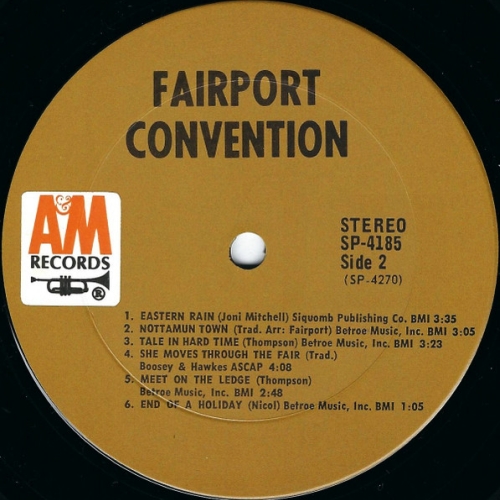 FAIRPORT
CONVENTION
A&M
RECORDS
®
STEREO
SP-4185
Side 2
(SP-4270)
1. EASTERN RAIN (Joni Mitchell) Siquomb Publishing Co. BMI 3:35
2. NOTTAMUN TOWN (Trad. Arr: Fairport) Betroe Music, Inc. BMI 3:05
3. TALE IN HARD TIME (Thompson) Betroe Music, Inc. BMI 3:23
4. SHE MOVES THROUGH THE FAIR (Trad.)
Boosey & Hawkes ASCAP 4:08
5. MEET ON THE LEDGE (Thompson)
Betroe Music, Inc. BMI 2:48
6. END OF A HOLIDAY (Nicol) Betroe Music, Inc. BMI 1:05